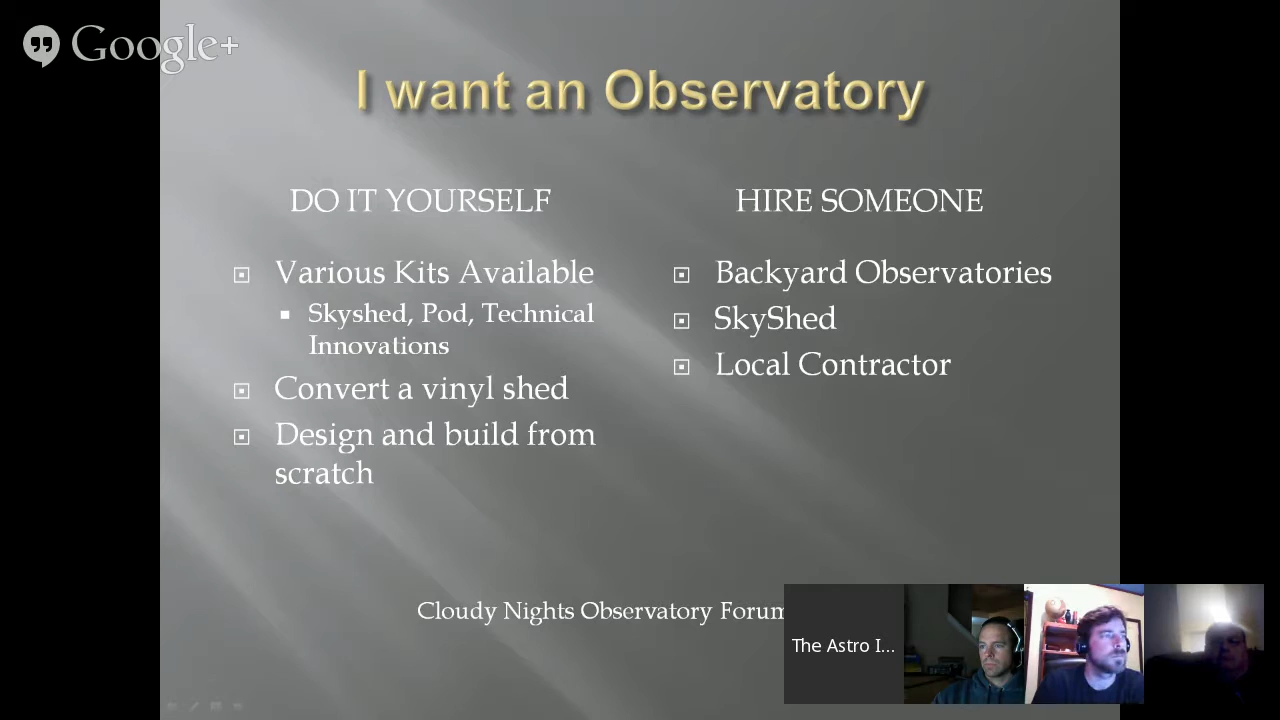 Google+
I want an Observatory
DO IT YOURSELF
Various Kits Available
Skyshed, Pod, Technical
Innovations
Convert a vinyl shed
Design and build from
scratch
HIRE SOMEONE
Backyard Observatories
SkyShed
Local Contractor
Cloudy Nights Observatory Forum
The Astro I...